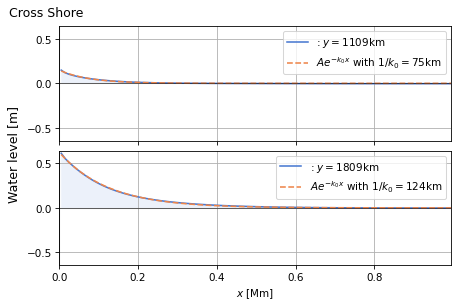 Cross Shore
0.5
0.0
−0.5
: y = 1109km
Ae^{−k₀x} with 1/k₀ = 75km
Water level [m]
0.5
0.0
−0.5
: y = 1809km
Ae^{−k₀x} with 1/k₀ = 124km
0.0 0.2 0.4 0.6 0.8
x [Mm]